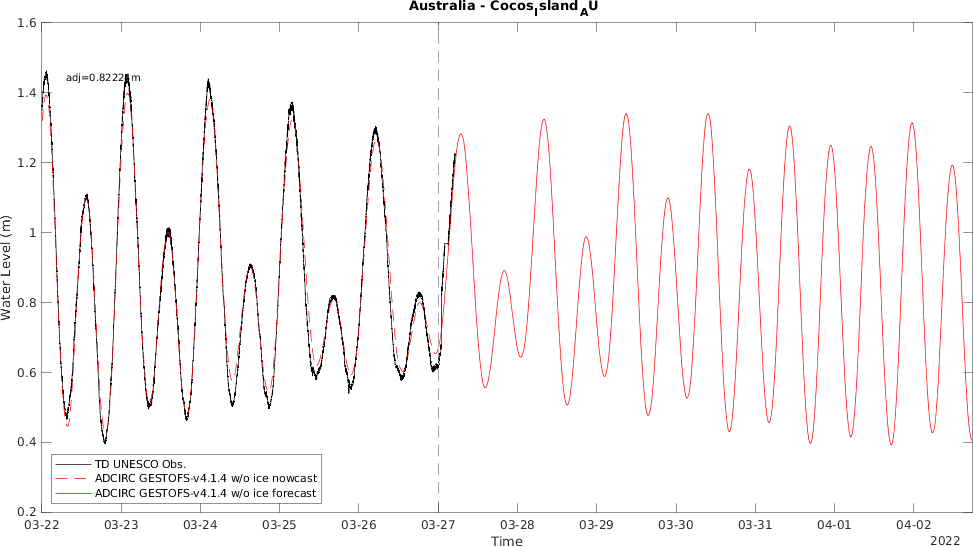 Australia - CocosIslandAU
1.6
adj=0.8222 m
1.4
1.2
1
0.8
0.6
0.4
0.2
Water Level (m)
TD UNESCO Obs.
ADCIRC GESTOFS-v4.1.4 w/o ice nowcast
ADCIRC GESTOFS-v4.1.4 w/o ice forecast
03-22 03-23 03-24 03-25 03-26 03-27 03-28 03-29 03-30 03-31 04-01 04-02
Time
2022